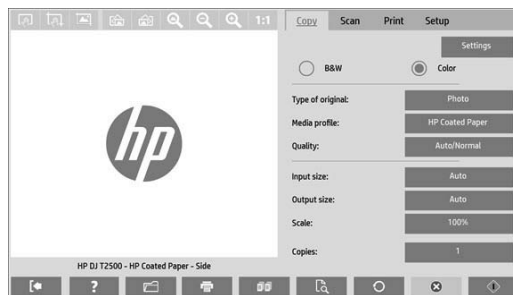 1:1
Copy Scan Print Setup
Settings
B&W Color
Type of original: Photo
Media profile: HP Coated Paper
Quality: Auto/Normal
Input size: Auto
Output size: Auto
Scale: 100%
Copies: 1
hp
HP DJ T2500 - HP Coated Paper - Side
?